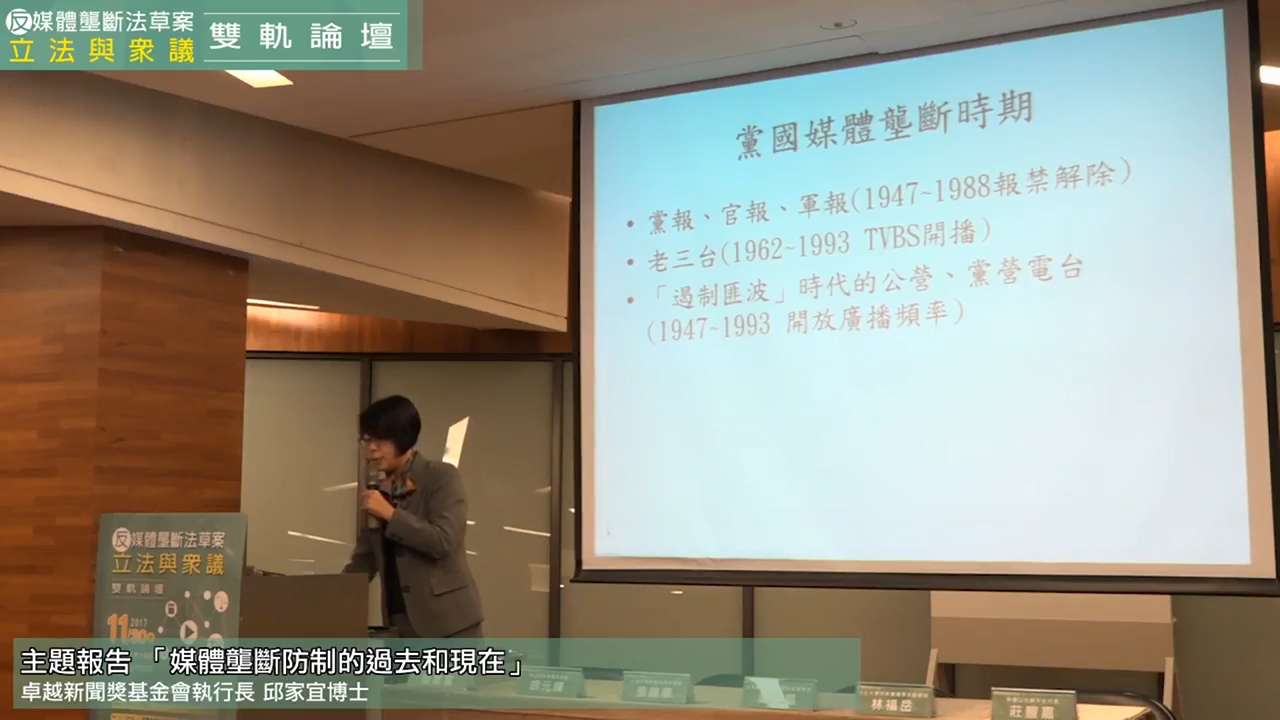 反媒體壟斷法草案
立法與眾議
雙軌論壇
黨國媒體壟斷時期
• 黨報、官報、軍報(1947~1988報禁解除)
• 老三台(1962~1993 TVBS開播)
• 「遏制匪波」時代的公營、黨營電台
(1947~1993 開放廣播頻率)
反媒體壟斷法草案
立法與眾議
雙軌論壇
2017
11
主題報告 「媒體壟斷防制的過去和現在」
卓越新聞獎基金會執行長 邱家宜博士
林福岳
莊豐嘉